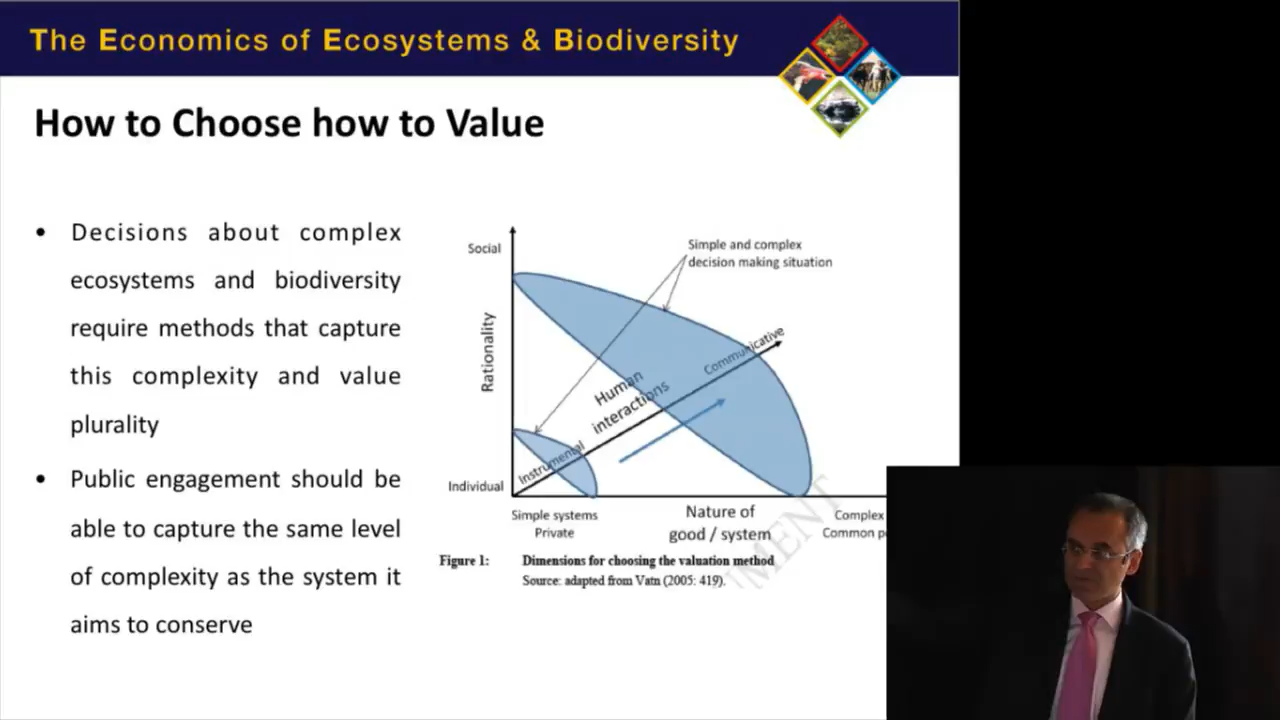 The Economics of Ecosystems & Biodiversity
How to Choose how to Value
• Decisions about complex
ecosystems and biodiversity
require methods that capture
this complexity and value
plurality
• Public engagement should be
able to capture the same level
of complexity as the system it
aims to conserve
Simple and complex
decision making situation
Social
Rationality
Individual
Communicative
Human
interactions
Instrumental
Simple systems
Private
Nature of
good / system
Complex
Common
Figure 1: Dimensions for choosing the valuation method
Source: adapted from Vatn (2005: 419).